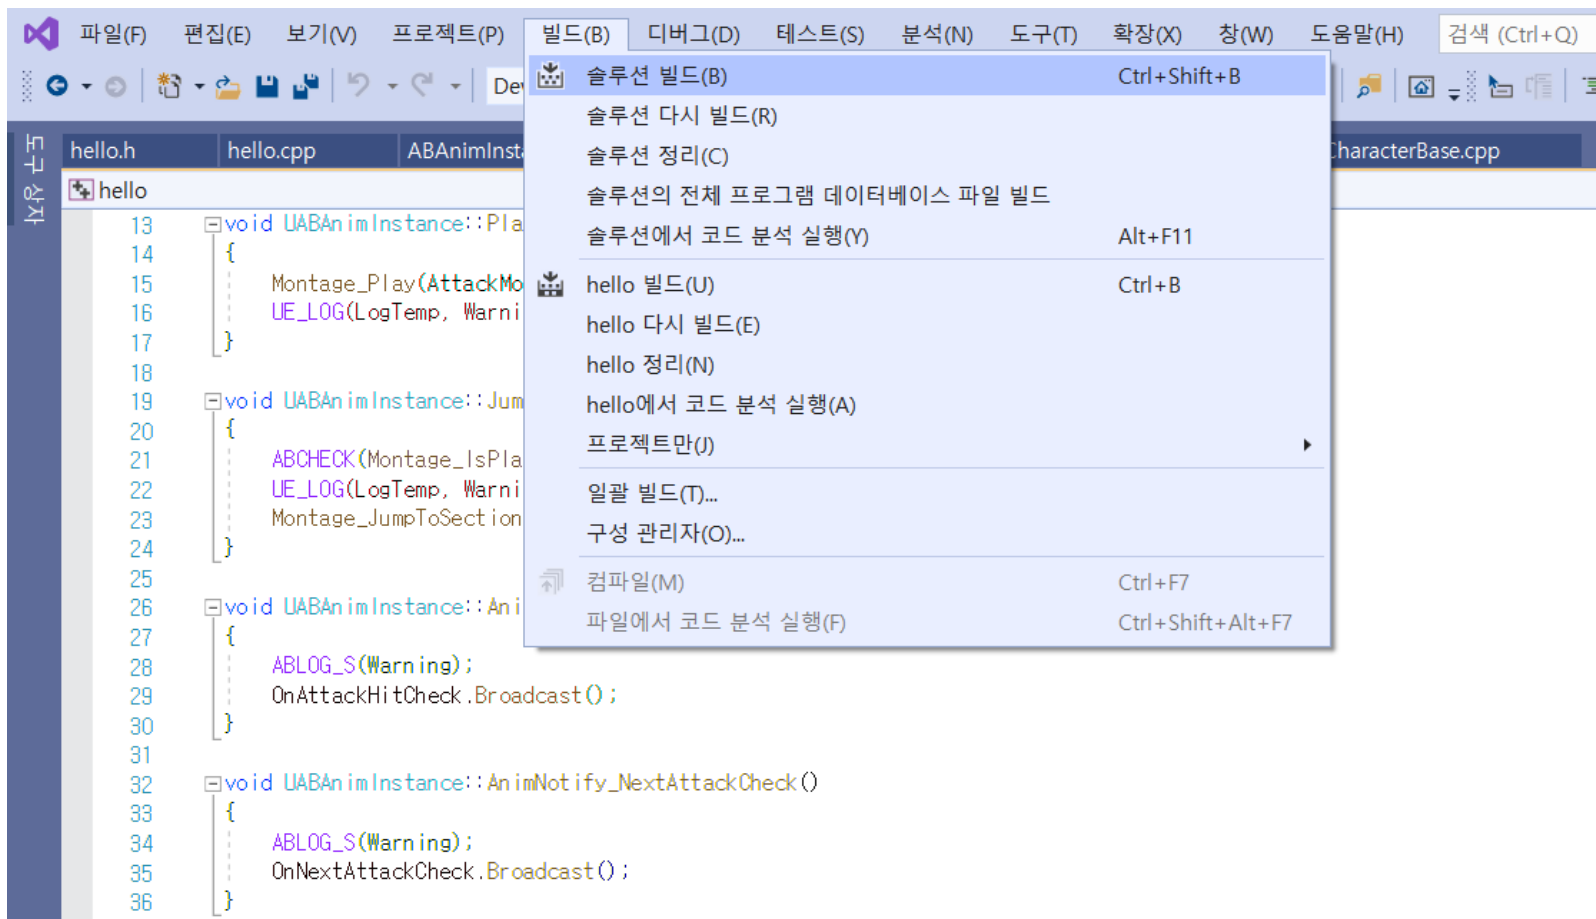 파일(F) 편집(E) 보기(V) 프로젝트(P) 빌드(B) 디버그(D) 테스트(S) 분석(N) 도구(T) 확장(X) 창(W) 도움말(H) 검색 (Ctrl+Q)
솔루션 빌드(B) Ctrl+Shift+B
솔루션 다시 빌드(R)
솔루션 정리(C)
솔루션의 전체 프로그램 데이터베이스 파일 빌드
솔루션에서 코드 분석 실행(Y) Alt+F11
hello 빌드(U) Ctrl+B
hello 다시 빌드(E)
hello 정리(N)
hello에서 코드 분석 실행(A)
프로젝트만(J)
일괄 빌드(T)...
구성 관리자(O)...
컴파일(M) Ctrl+F7
파일에서 코드 분석 실행(F) Ctrl+Shift+Alt+F7
도구 상자
hello.h hello.cpp ABAnimInst CharacterBase.cpp
hello
13 void UABAnimInstance::Pla
14 {
15 Montage_Play(AttackMo
16 UE_LOG(LogTemp, Warni
17 }
18
19 void UABAnimInstance::Jum
20 {
21 ABCHECK(Montage_IsPla
22 UE_LOG(LogTemp, Warni
23 Montage_JumpToSection
24 }
25
26 void UABAnimInstance::Ani
27 {
28 ABLOG_S(Warning);
29 OnAttackHitCheck.Broadcast();
30 }
31
32 void UABAnimInstance::AnimNotify_NextAttackCheck()
33 {
34 ABLOG_S(Warning);
35 OnNextAttackCheck.Broadcast();
36 }